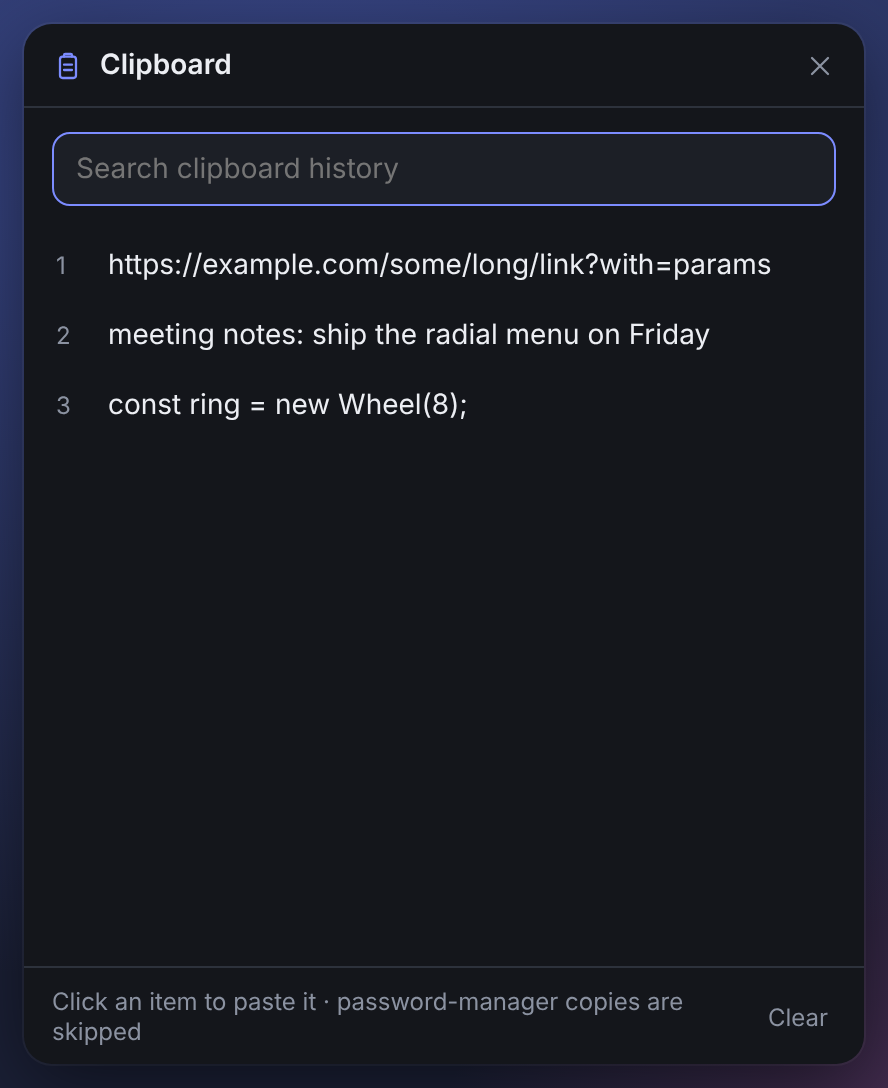 Clipboard
Search clipboard history
1 https://example.com/some/long/link?with=params
2 meeting notes: ship the radial menu on Friday
3 const ring = new Wheel(8);
Click an item to paste it · password-manager copies are
skipped
Clear